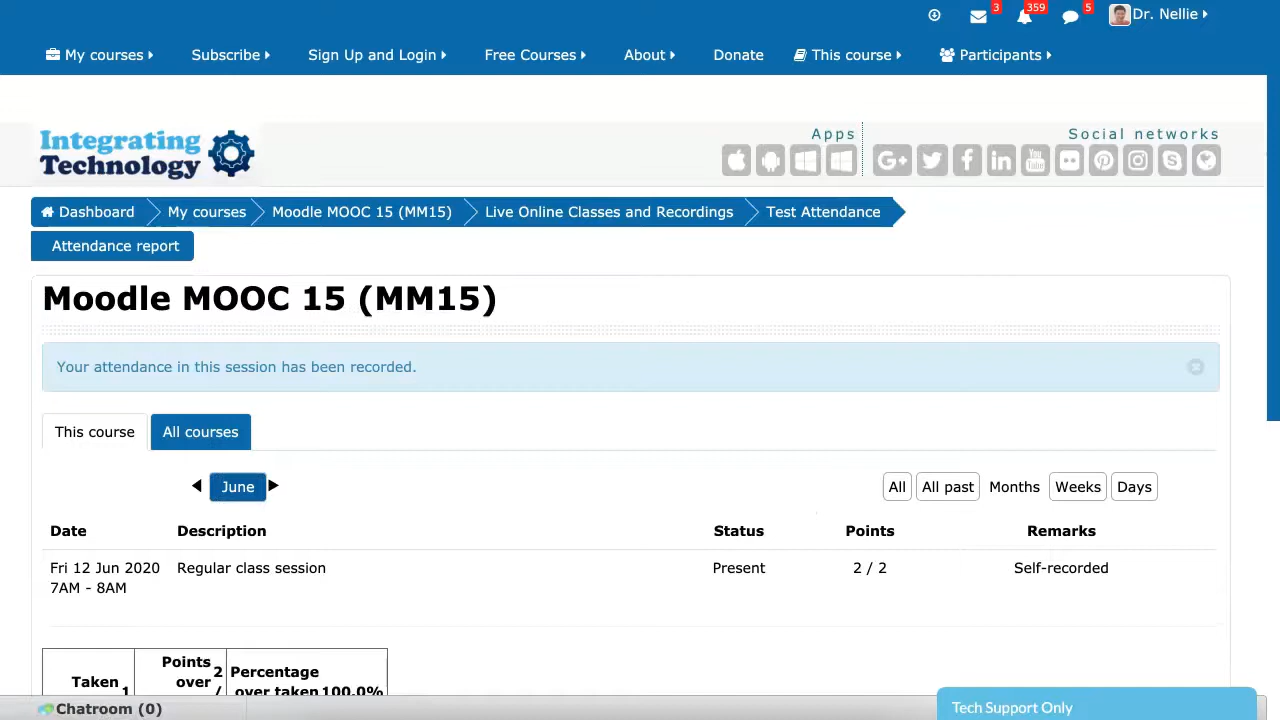 3 359 5 Dr. Nellie
My courses Subscribe Sign Up and Login Free Courses About Donate This course Participants
Apps Social networks
Integrating
Technology
Dashboard My courses Moodle MOOC 15 (MM15) Live Online Classes and Recordings Test Attendance
Attendance report
Moodle MOOC 15 (MM15)
Your attendance in this session has been recorded.
This course All courses
June All All past Months Weeks Days
Date Description Status Points Remarks
Fri 12 Jun 2020 Regular class session Present 2 / 2 Self-recorded
7AM - 8AM
Points 2 Percentage
Taken 1 over / over taken 100.0%
Chatroom (0) Tech Support Only